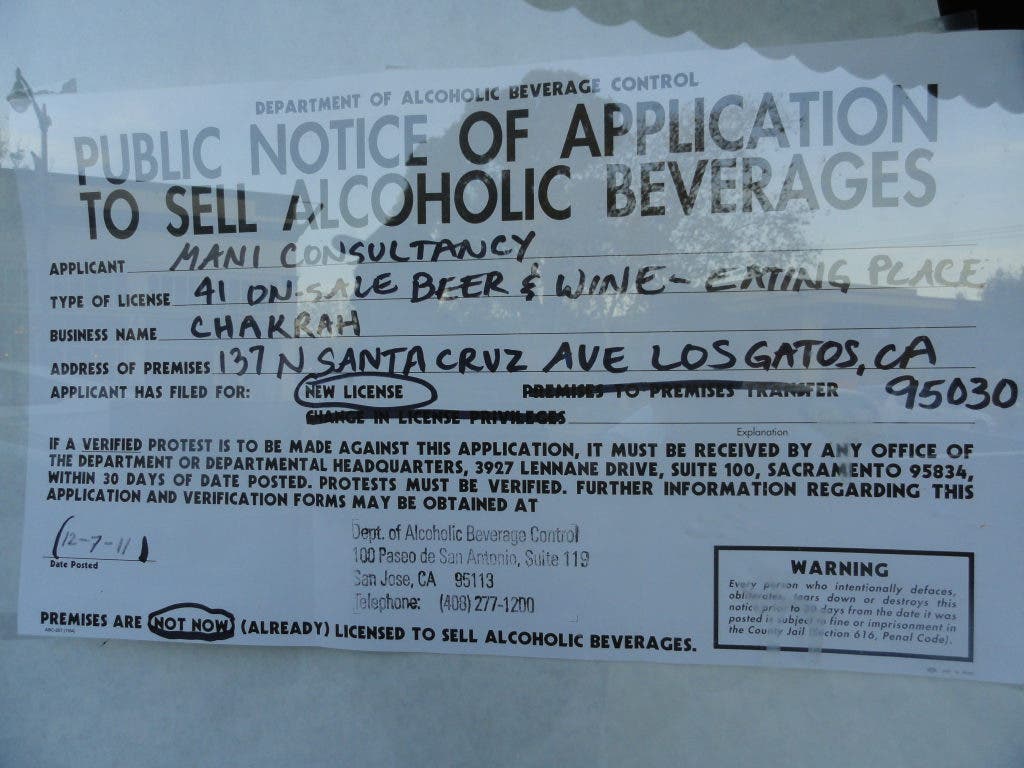 DEPARTMENT OF ALCOHOLIC BEVERAGE CONTROL
PUBLIC NOTICE OF APPLICATION
TO SELL ALCOHOLIC BEVERAGES
APPLICANT MANI CONSULTANCY
TYPE OF LICENSE 41 ON-SALE BEER & WINE - EATING PLACE
BUSINESS NAME CHAKRAH
ADDRESS OF PREMISES 137 N SANTA CRUZ AVE LOS GATOS, CA
APPLICANT HAS FILED FOR: NEW LICENSE PREMISES TO PREMISES TRANSFER 95030
CHANGE IN LICENSE PRIVILEGES
Explanation
IF A VERIFIED PROTEST IS TO BE MADE AGAINST THIS APPLICATION, IT MUST BE RECEIVED BY ANY OFFICE OF
THE DEPARTMENT OR DEPARTMENTAL HEADQUARTERS, 3927 LENNANE DRIVE, SUITE 100, SACRAMENTO 95834,
WITHIN 30 DAYS OF DATE POSTED. PROTESTS MUST BE VERIFIED. FURTHER INFORMATION REGARDING THIS
APPLICATION AND VERIFICATION FORMS MAY BE OBTAINED AT
(12-7-11)
Date Posted
Dept. of Alcoholic Beverage Control
100 Paseo de San Antonio, Suite 119
San Jose, CA 95113
Telephone: (408) 277-1200
WARNING
Every person who intentionally defaces,
obliterates, tears down or destroys this
notice prior to 30 days from the date it was
posted is subject to fine or imprisonment in
the County Jail (Section 616, Penal Code).
PREMISES ARE NOT NOW (ALREADY) LICENSED TO SELL ALCOHOLIC BEVERAGES.